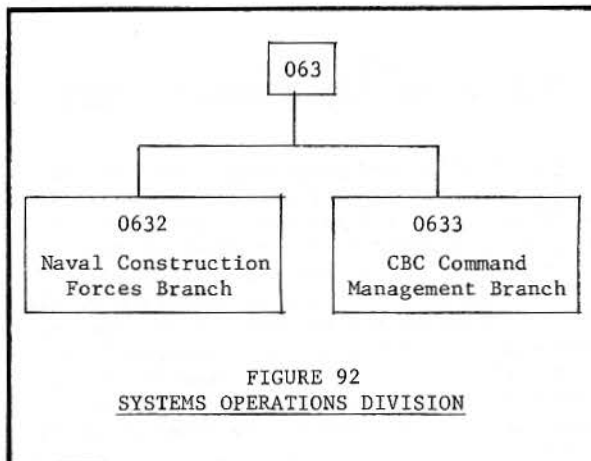 063
0632
Naval Construction
Forces Branch
0633
CBC Command
Management Branch
FIGURE 92
SYSTEMS OPERATIONS DIVISION